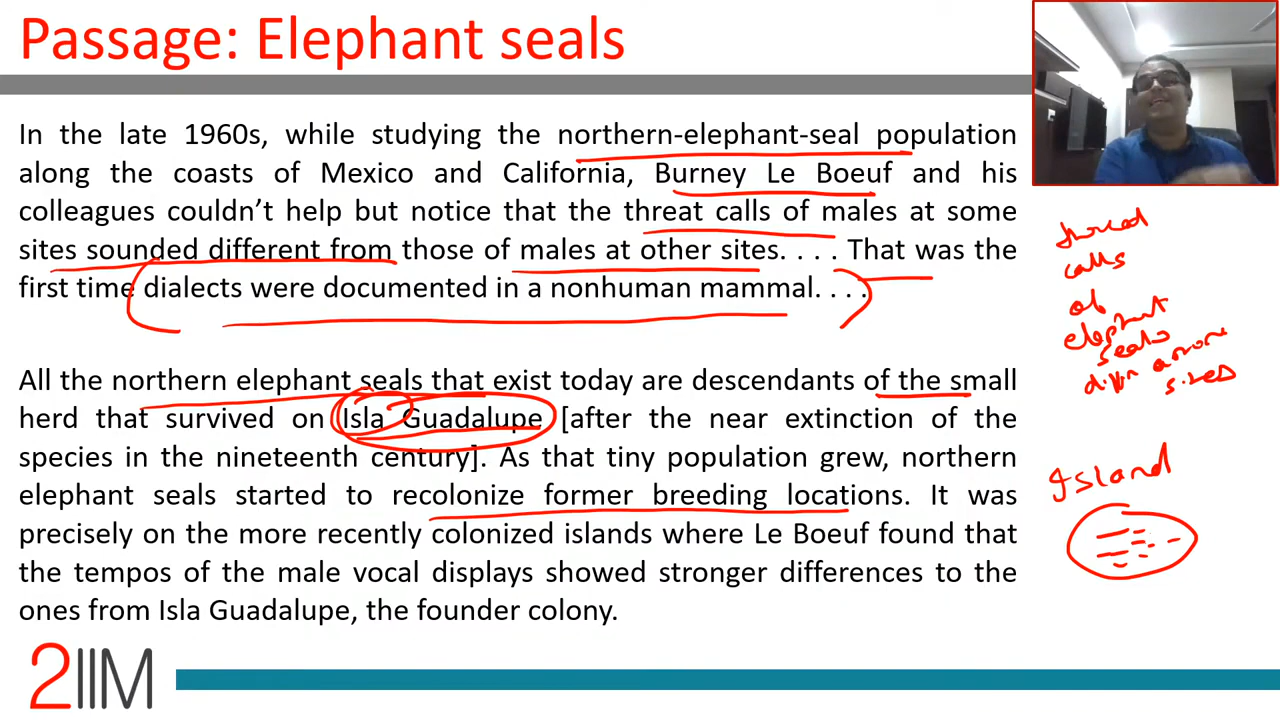 Passage: Elephant seals
In the late 1960s, while studying the northern-elephant-seal population
along the coasts of Mexico and California, Burney Le Boeuf and his
colleagues couldn’t help but notice that the threat calls of males at some
sites sounded different from those of males at other sites. . . . That was the
first time dialects were documented in a nonhuman mammal. . . .
All the northern elephant seals that exist today are descendants of the small
herd that survived on Isla Guadalupe [after the near extinction of the
species in the nineteenth century]. As that tiny population grew, northern
elephant seals started to recolonize former breeding locations. It was
precisely on the more recently colonized islands where Le Boeuf found that
the tempos of the male vocal displays showed stronger differences to the
ones from Isla Guadalupe, the founder colony.
calls
of
elephant
seals
Island
2IIM